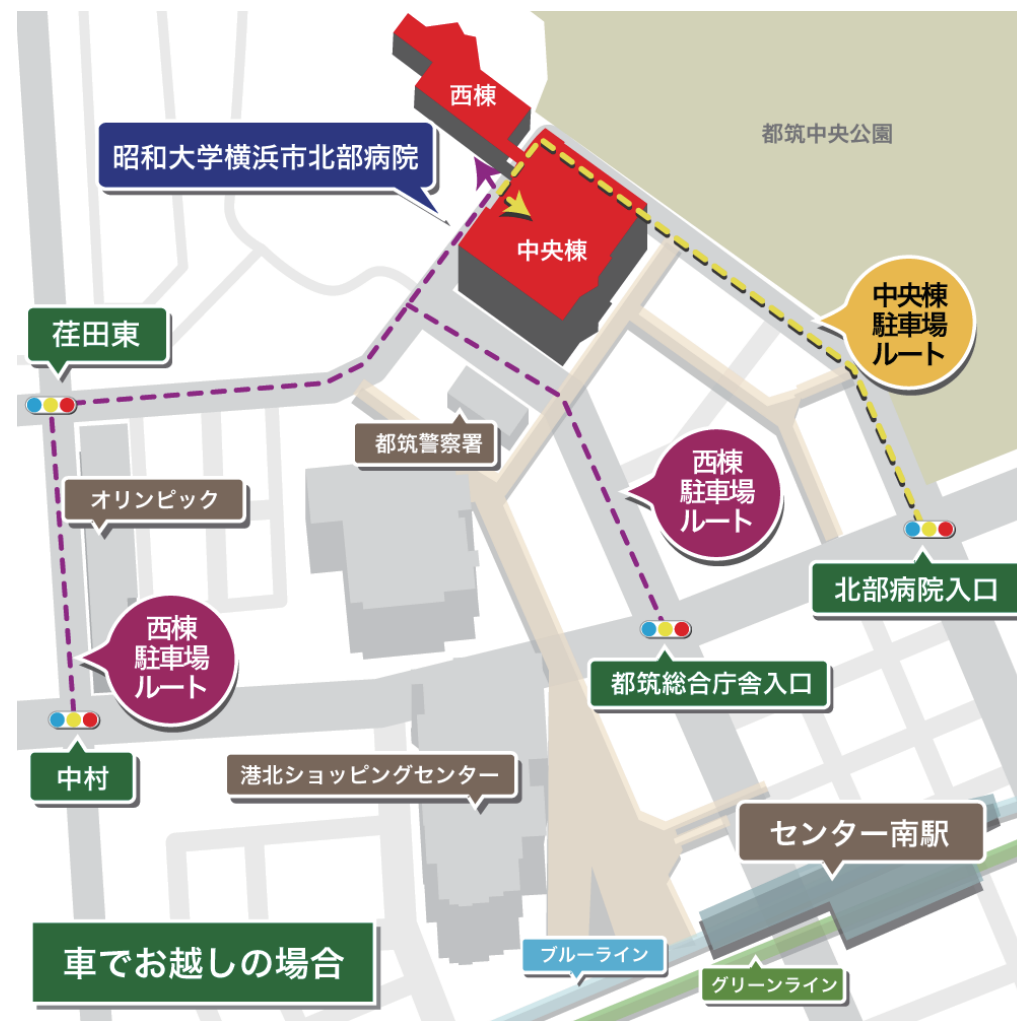 西棟
都筑中央公園
昭和大学横浜市北部病院
中央棟
中央棟
駐車場
ルート
荏田東
都筑警察署
西棟
駐車場
ルート
オリンピック
北部病院入口
西棟
駐車場
ルート
都筑総合庁舎入口
中村
港北ショッピングセンター
センター南駅
車でお越しの場合
ブルーライン
グリーンライン